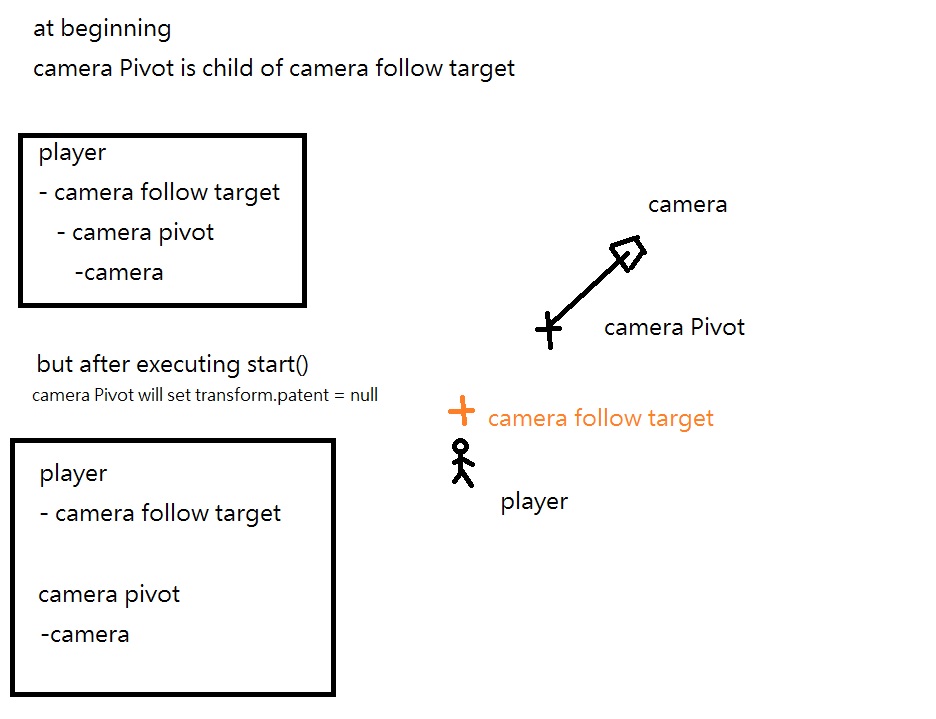 at beginning
camera Pivot is child of camera follow target
player
- camera follow target
- camera pivot
-camera
but after executing start()
camera Pivot will set transform.patent = null
player
- camera follow target
camera pivot
-camera
camera
camera Pivot
camera follow target
player